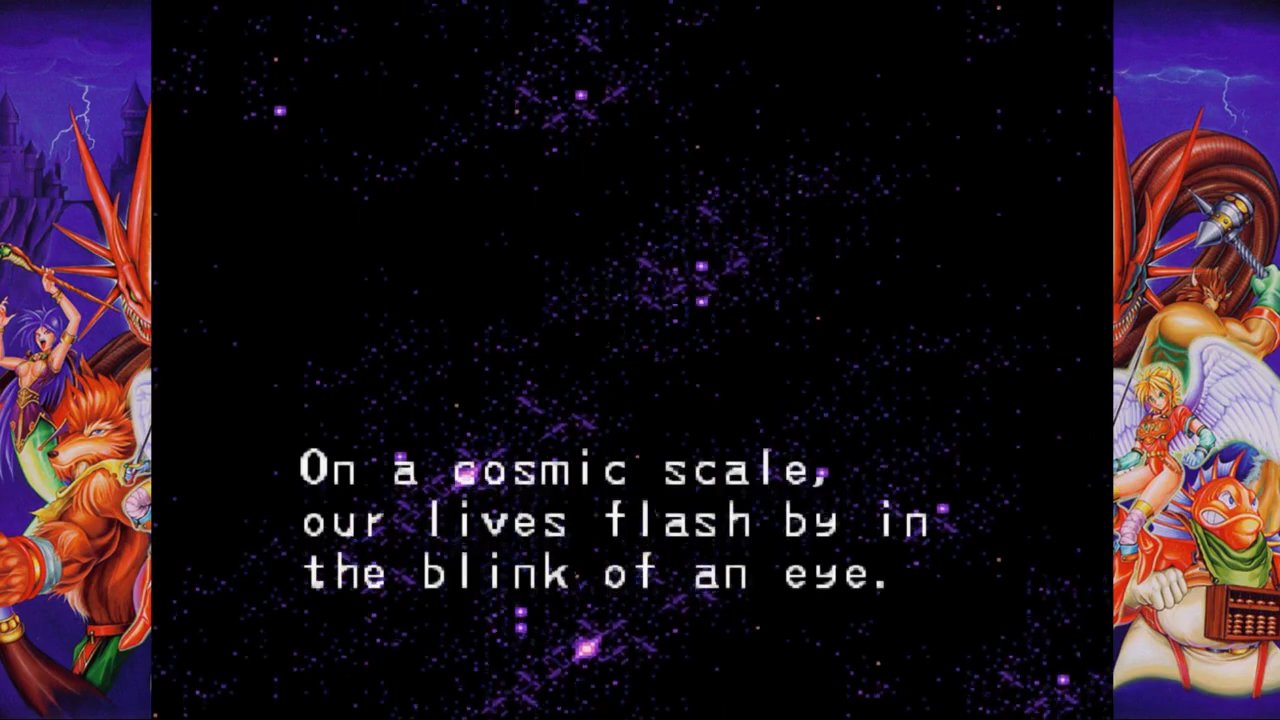 On a cosmic scale,
our lives flash by in
the blink of an eye.